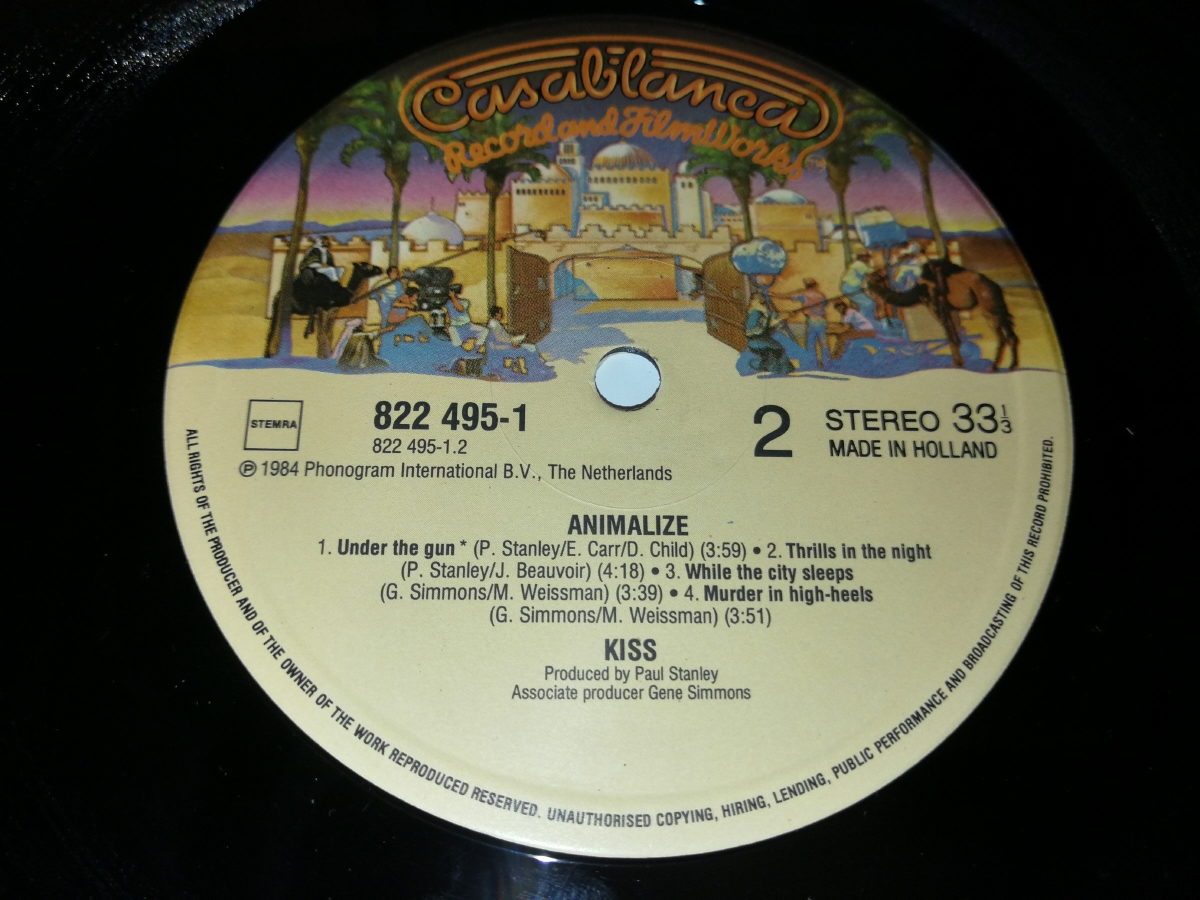 Casablanca
Record and FilmWorks
STEMRA
822 495-1
822 495-1.2
℗ 1984 Phonogram International B.V., The Netherlands
2
STEREO 33⅓
MADE IN HOLLAND
ANIMALIZE
1. Under the gun * (P. Stanley/E. Carr/D. Child) (3:59) • 2. Thrills in the night
(P. Stanley/J. Beauvoir) (4:18) • 3. While the city sleeps
(G. Simmons/M. Weissman) (3:39) • 4. Murder in high-heels
(G. Simmons/M. Weissman) (3:51)
KISS
Produced by Paul Stanley
Associate producer Gene Simmons
ALL RIGHTS OF THE PRODUCER AND OF THE OWNER OF THE WORK REPRODUCED RESERVED. UNAUTHORISED COPYING, HIRING, LENDING, PUBLIC PERFORMANCE AND BROADCASTING OF THIS RECORD PROHIBITED.